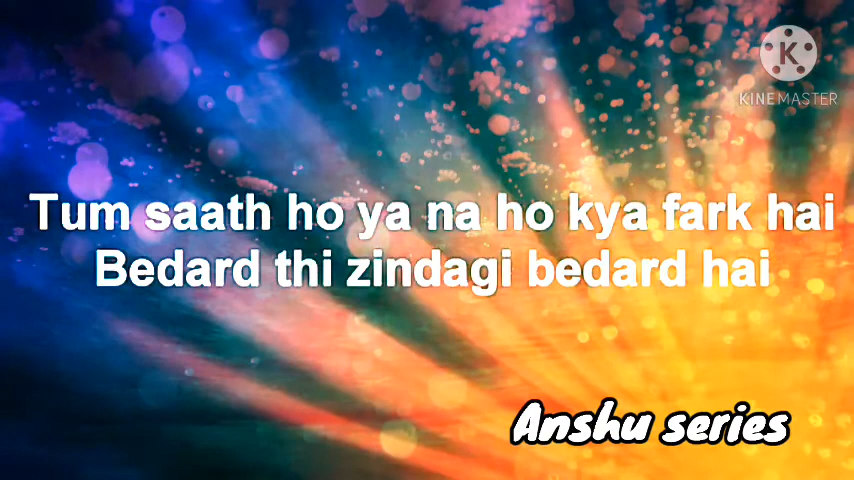 K
KINEMASTER
Tum saath ho ya na ho kya fark hai
Bedard thi zindagi bedard hai
Anshu series